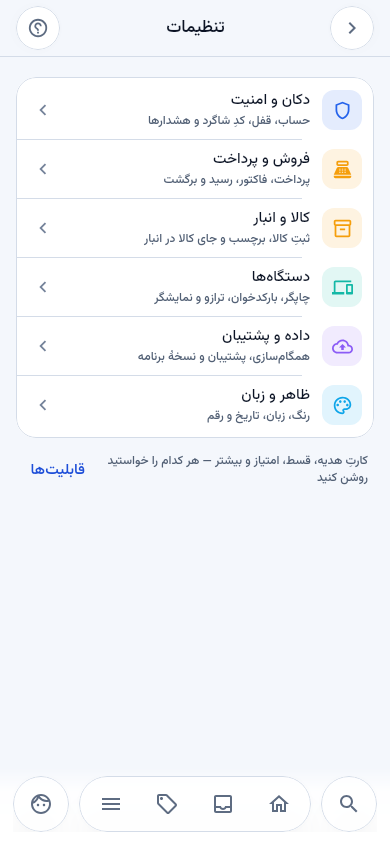 تنظیمات
دکان و امنیت
حساب، قفل، کدِ شاگرد و هشدارها
فروش و پرداخت
پرداخت، فاکتور، رسید و برگشت
کالا و انبار
ثبتِ کالا، برچسب و جای کالا در انبار
دستگاه‌ها
چاپگر، بارکدخوان، ترازو و نمایشگر
داده و پشتیبان
همگام‌سازی، پشتیبان و نسخهٔ برنامه
ظاهر و زبان
رنگ، زبان، تاریخ و رقم
کارتِ هدیه، قسط، امتیاز و بیشتر — هر کدام را خواستید
روشن کنید
قابلیت‌ها